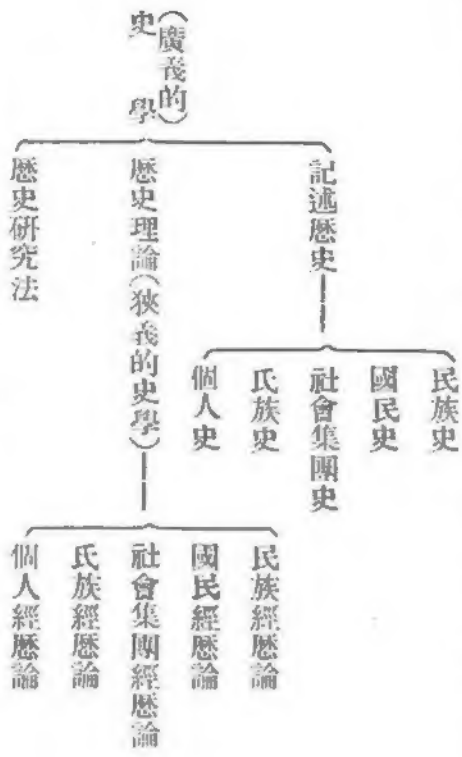 (廣義的)
史學
記述歷史
民族史
國民史
社會集團史
氏族史
個人史
歷史理論(狹義的史學)
民族經歷論
國民經歷論
社會集團經歷論
氏族經歷論
個人經歷論
歷史研究法